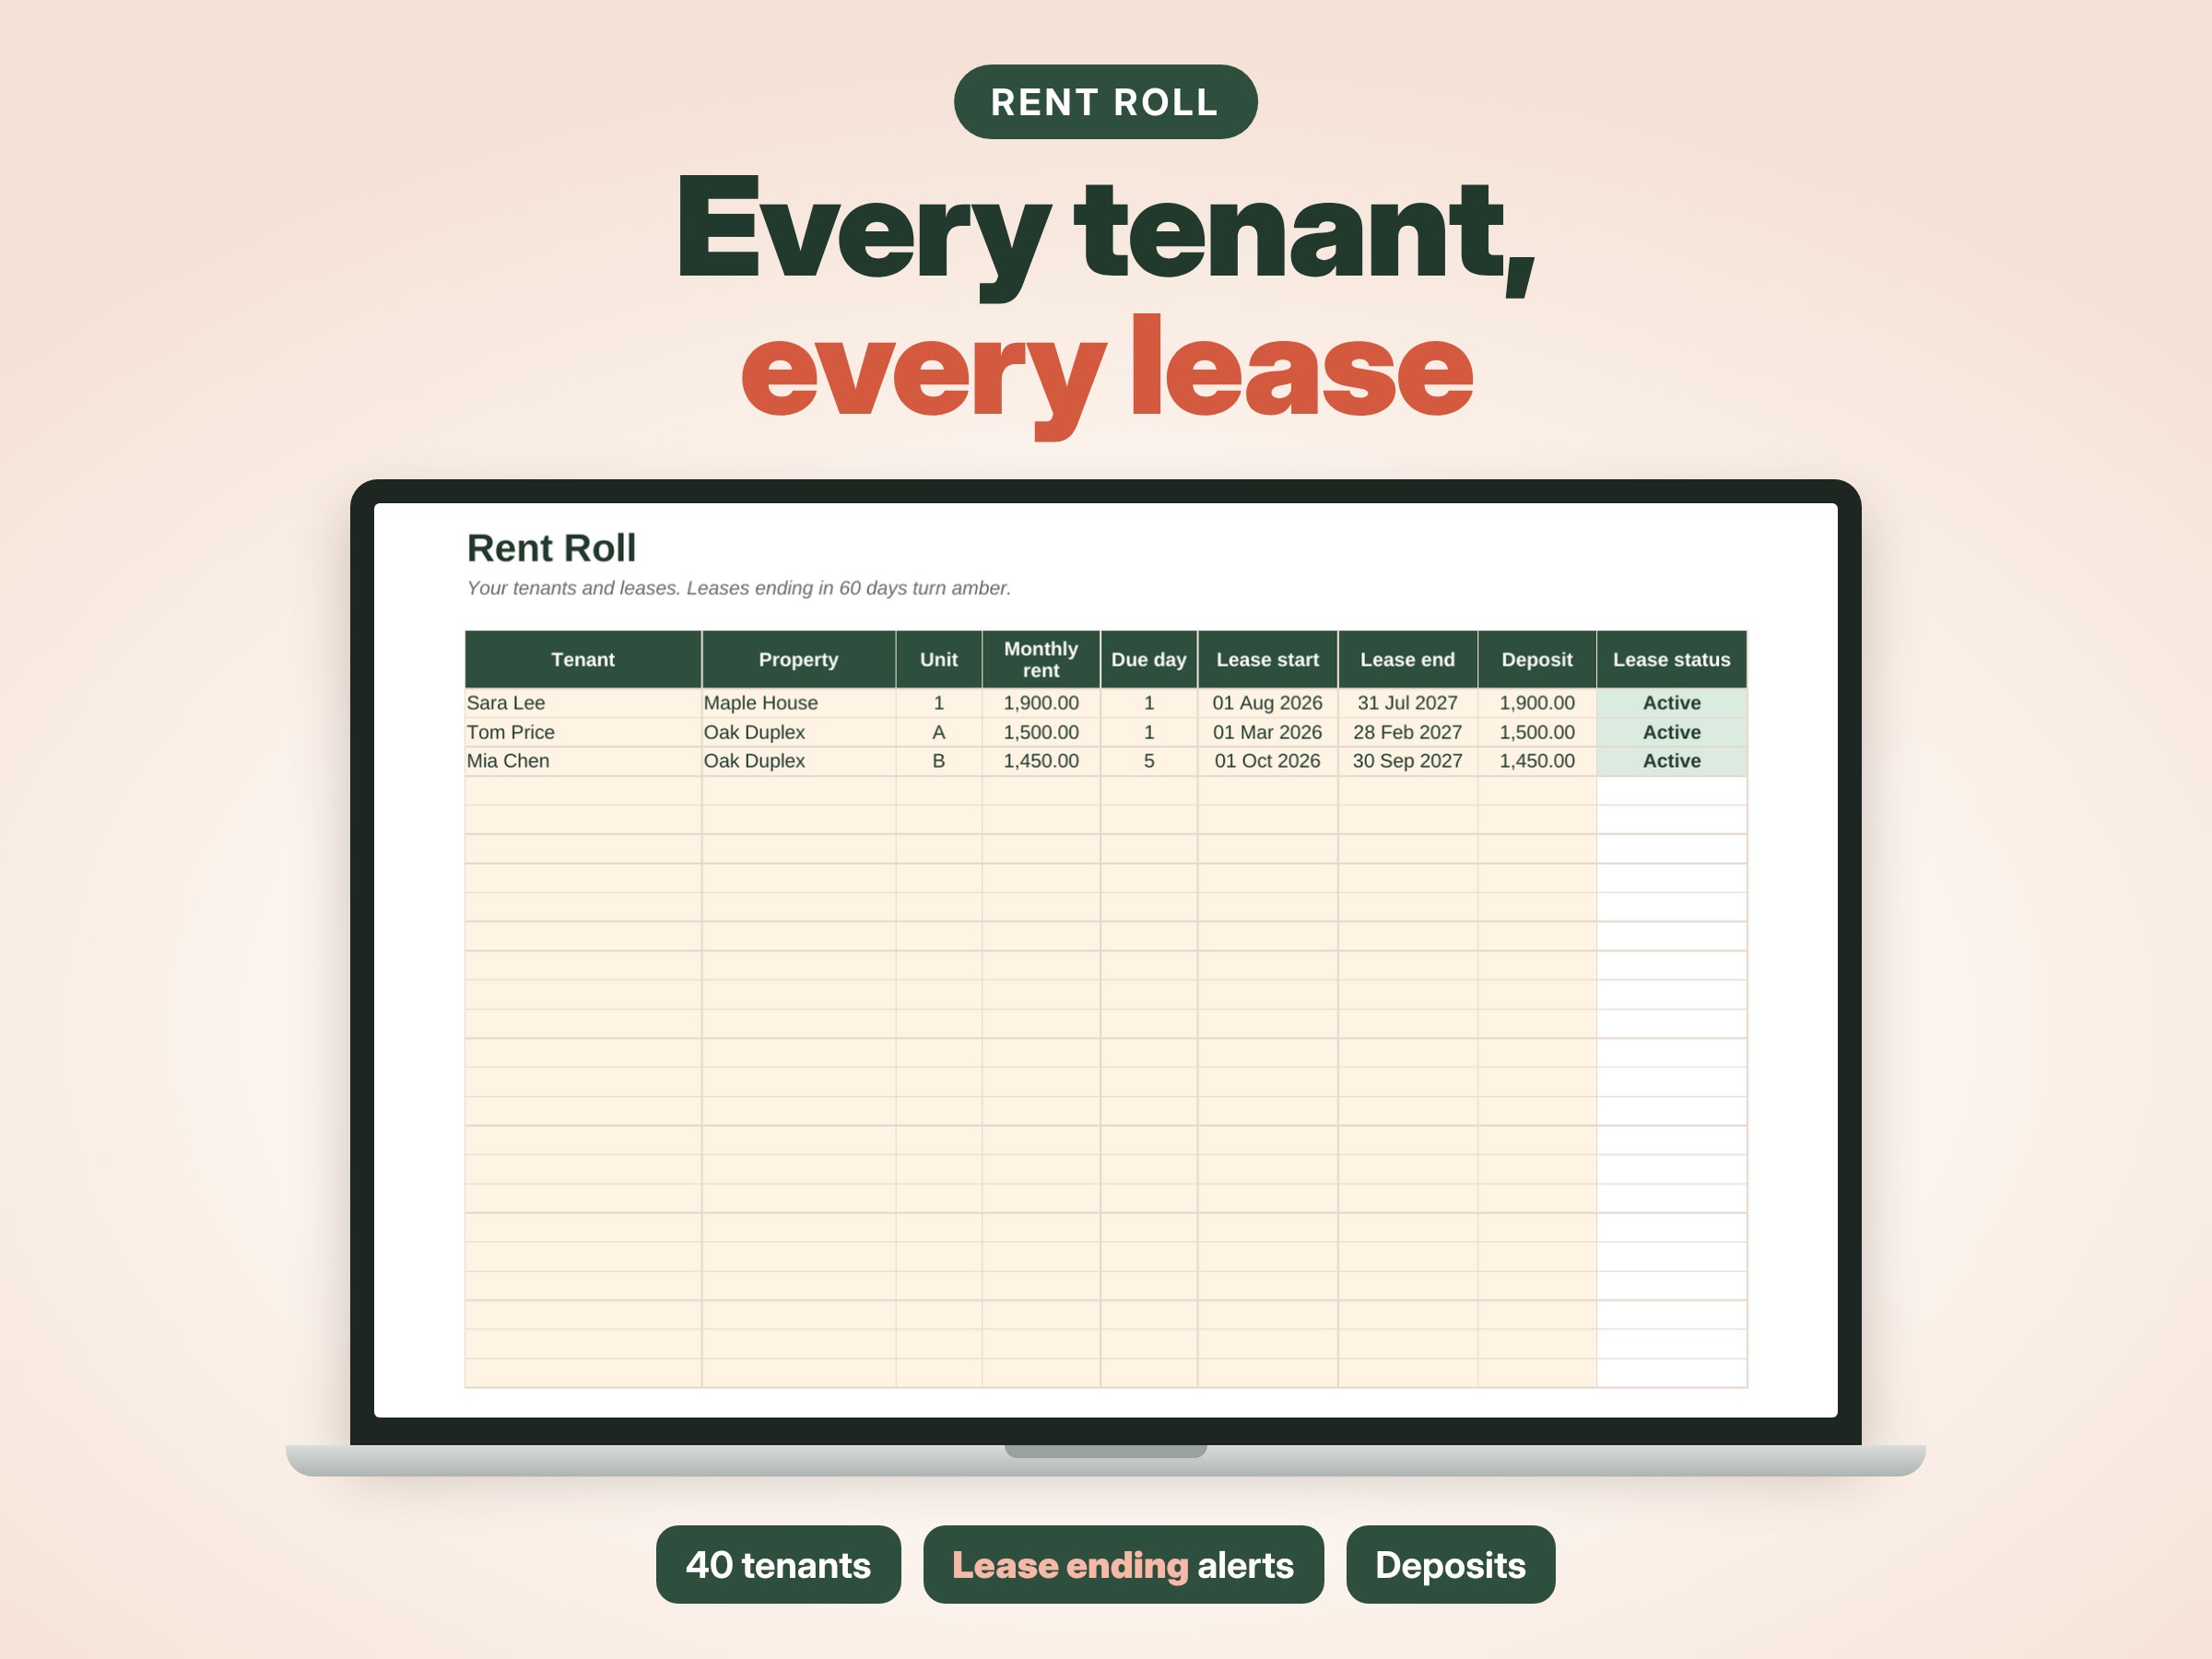 RENT ROLL
Every tenant,
every lease
Rent Roll
Your tenants and leases. Leases ending in 60 days turn amber.
Tenant Property Unit Monthly rent Due day Lease start Lease end Deposit Lease status
Sara Lee Maple House 1 1,900.00 1 01 Aug 2026 31 Jul 2027 1,900.00 Active
Tom Price Oak Duplex A 1,500.00 1 01 Mar 2026 28 Feb 2027 1,500.00 Active
Mia Chen Oak Duplex B 1,450.00 5 01 Oct 2026 30 Sep 2027 1,450.00 Active
40 tenants Lease ending alerts Deposits